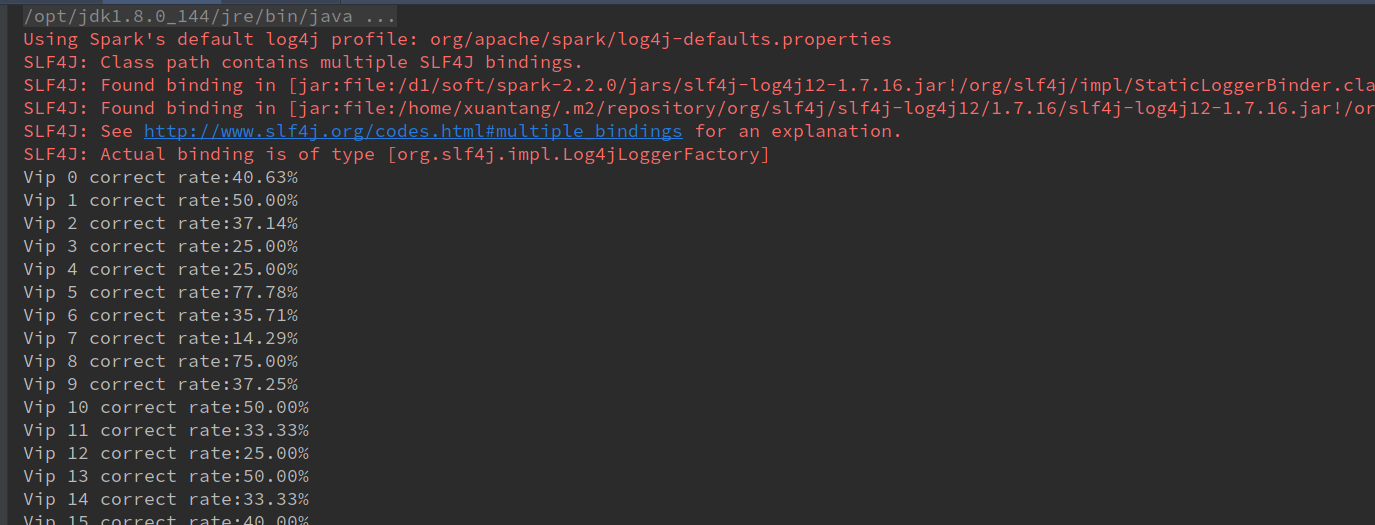 /opt/jdk1.8.0_144/jre/bin/java ...
Using Spark's default log4j profile: org/apache/spark/log4j-defaults.properties
SLF4J: Class path contains multiple SLF4J bindings.
SLF4J: Found binding in [jar:file:/d1/soft/spark-2.2.0/jars/slf4j-log4j12-1.7.16.jar!/org/slf4j/impl/StaticLoggerBinder.cla
SLF4J: Found binding in [jar:file:/home/xuantang/.m2/repository/org/slf4j/slf4j-log4j12/1.7.16/slf4j-log4j12-1.7.16.jar!/or
SLF4J: See http://www.slf4j.org/codes.html#multiple_bindings for an explanation.
SLF4J: Actual binding is of type [org.slf4j.impl.Log4jLoggerFactory]
Vip 0 correct rate:40.63%
Vip 1 correct rate:50.00%
Vip 2 correct rate:37.14%
Vip 3 correct rate:25.00%
Vip 4 correct rate:25.00%
Vip 5 correct rate:77.78%
Vip 6 correct rate:35.71%
Vip 7 correct rate:14.29%
Vip 8 correct rate:75.00%
Vip 9 correct rate:37.25%
Vip 10 correct rate:50.00%
Vip 11 correct rate:33.33%
Vip 12 correct rate:25.00%
Vip 13 correct rate:50.00%
Vip 14 correct rate:33.33%
Vip 15 correct rate:40.00%